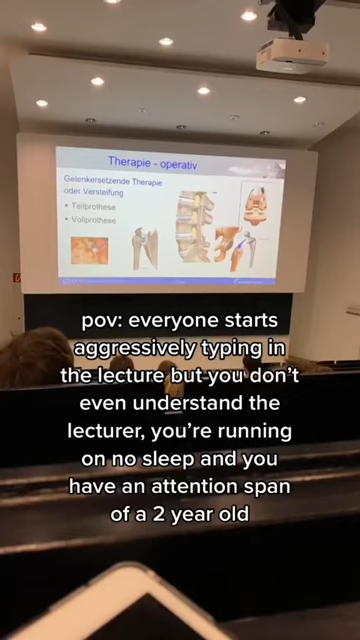 Therapie - operativ
Gelenkersetzende Therapie
oder Versteifung
• Teilprothese
• Vollprothese
pov: everyone starts
aggressively typing in
the lecture but you don't
even understand the
lecturer, you're running
on no sleep and you
have an attention span
of a 2 year old